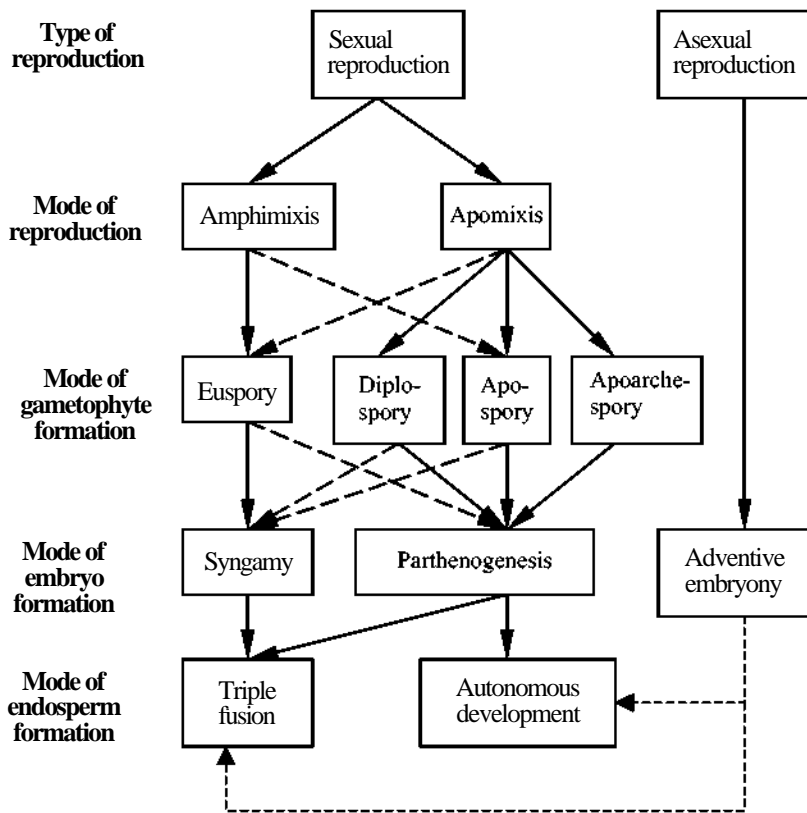 Type of
reproduction
Sexual
reproduction
Asexual
reproduction
Mode of
reproduction
Amphimixis
Apomixis
Mode of
gametophyte
formation
Euspory
Diplo-
spory
Apo-
spory
Apoarche-
spory
Mode of
embryo
formation
Syngamy
Parthenogenesis
Adventive
embryony
Mode of
endosperm
formation
Triple
fusion
Autonomous
development